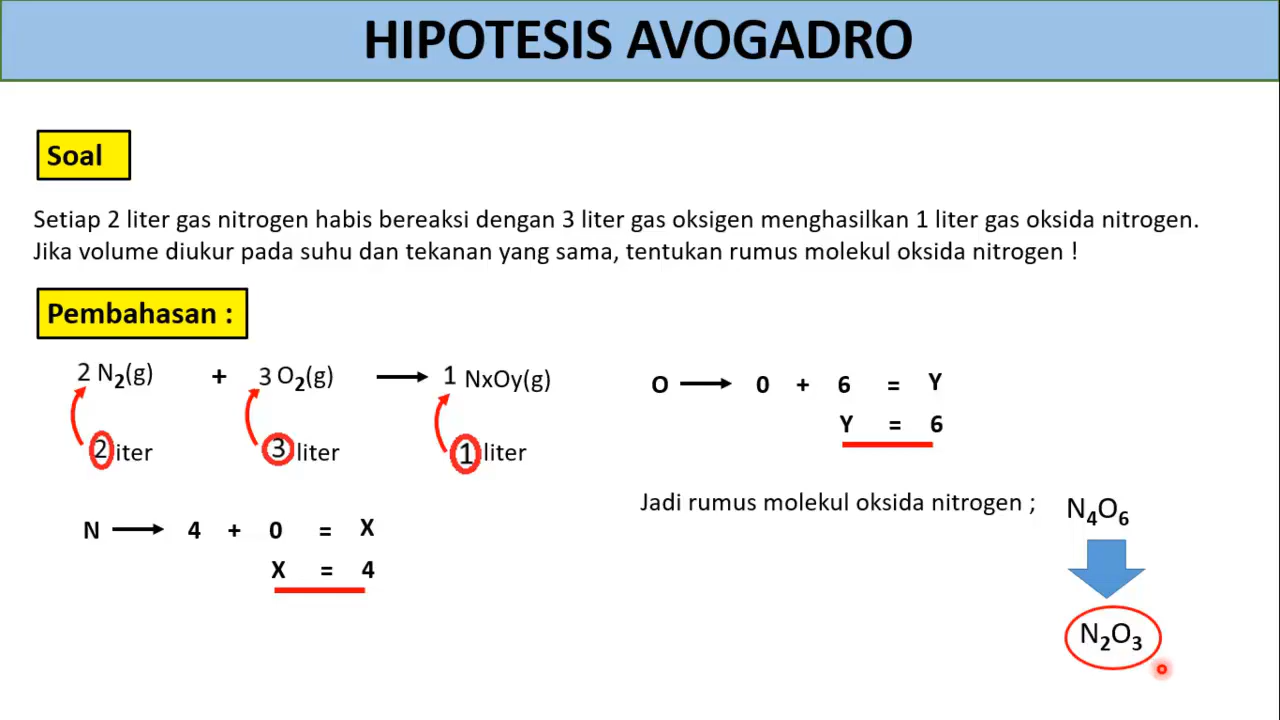 HIPOTESIS AVOGADRO
Soal
Setiap 2 liter gas nitrogen habis bereaksi dengan 3 liter gas oksigen menghasilkan 1 liter gas oksida nitrogen.
Jika volume diukur pada suhu dan tekanan yang sama, tentukan rumus molekul oksida nitrogen !
Pembahasan :
2 N₂(g) + 3 O₂(g) ⟶ 1 NxOy(g)
2 iter 3 liter 1 liter
N ⟶ 4 + 0 = X
X = 4
O ⟶ 0 + 6 = Y
Y = 6
Jadi rumus molekul oksida nitrogen ; N₄O₆
N₂O₃